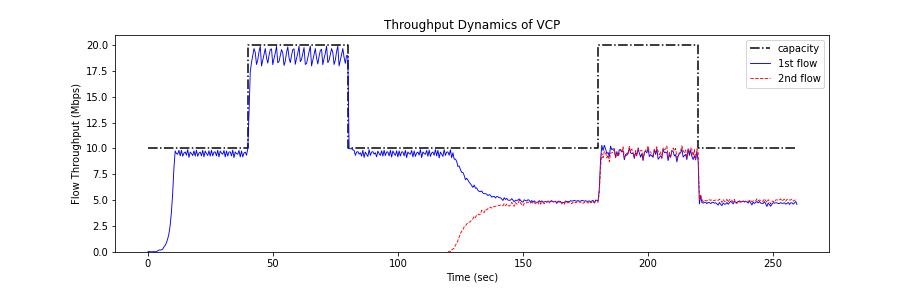 Throughput Dynamics of VCP
Flow Throughput (Mbps)
20.0
17.5
15.0
12.5
10.0
7.5
5.0
2.5
0.0
0 50 100 150 200 250
Time (sec)
capacity
1st flow
2nd flow